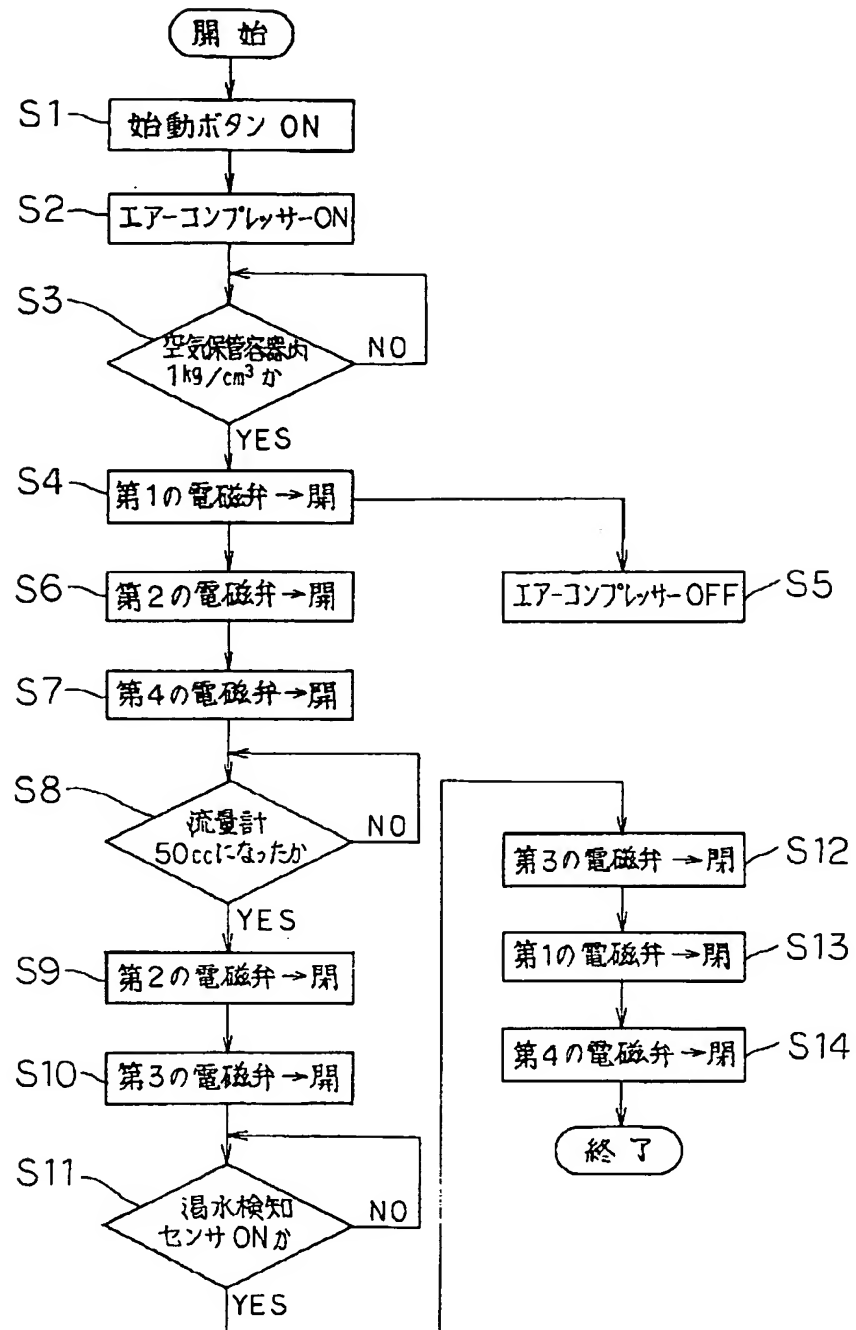 開始
S1
始動ボタン ON
S2
エアーコンプレッサーON
S3
空気保管容器内
1kg/cm³か
NO
YES
S4
第1の電磁弁→開
S5
エアーコンプレッサーOFF
S6
第2の電磁弁→開
S7
第4の電磁弁→開
S8
流量計
50ccになったか
NO
YES
S9
第2の電磁弁→閉
S10
第3の電磁弁→開
S11
渇水検知
センサONか
NO
YES
S12
第3の電磁弁→閉
S13
第1の電磁弁→閉
S14
第4の電磁弁→閉
終了